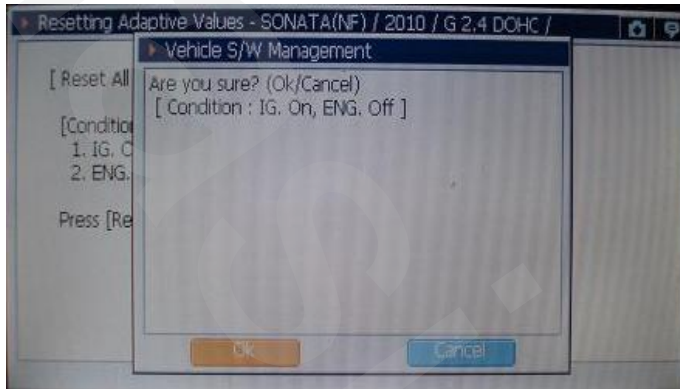 Resetting Adaptive Values - SONATA(NF) / 2010 / G 2.4 DOHC /
Vehicle S/W Management
[ Reset All
Are you sure? (Ok/Cancel)
[ Condition : IG. On, ENG. Off ]
[Condition
1. IG. O
2. ENG.
Press [Re
Ok
Cancel